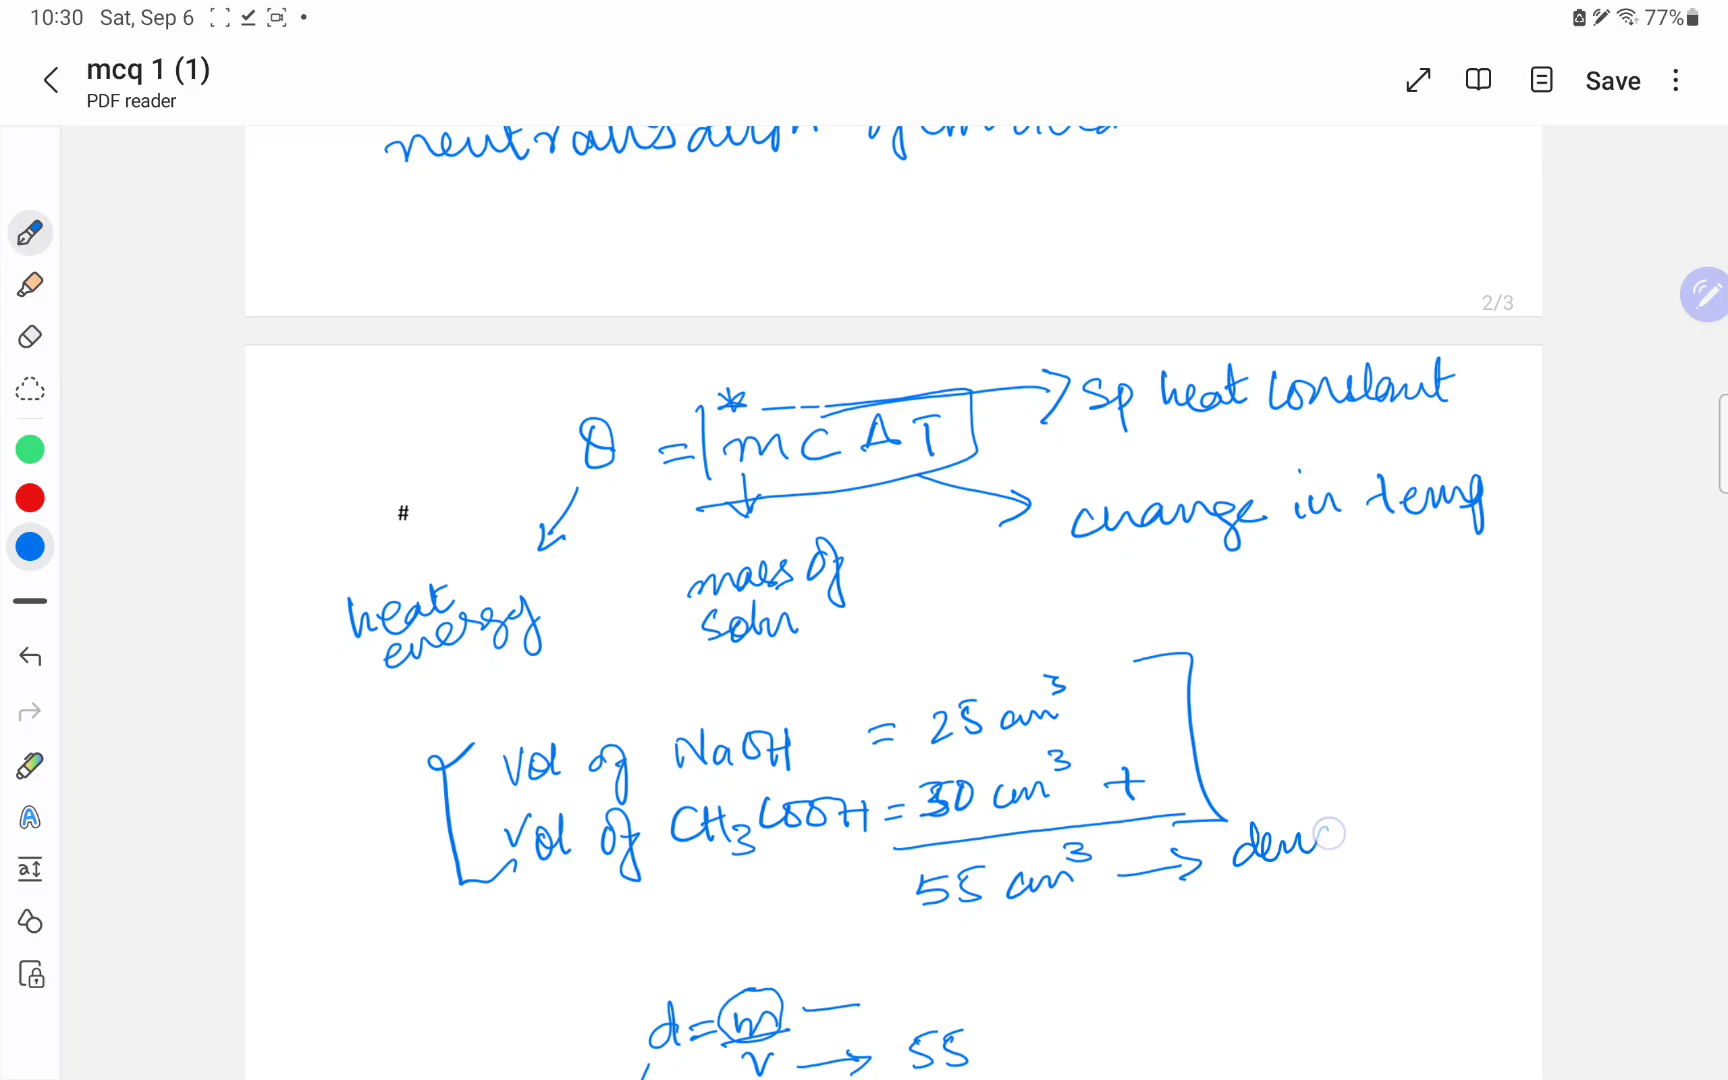 10:30 Sat, Sep 6 77%
mcq 1 (1)
PDF reader
Save
neutralisation of
2/3
* → Sp heat constant
Q = mCΔT
#
change in temp
heat energy
mass of soln
Vol of NaOH = 25 cm³
Vol of CH₃COOH = 30 cm³ +
55 cm³ → den
d = m
v → 55